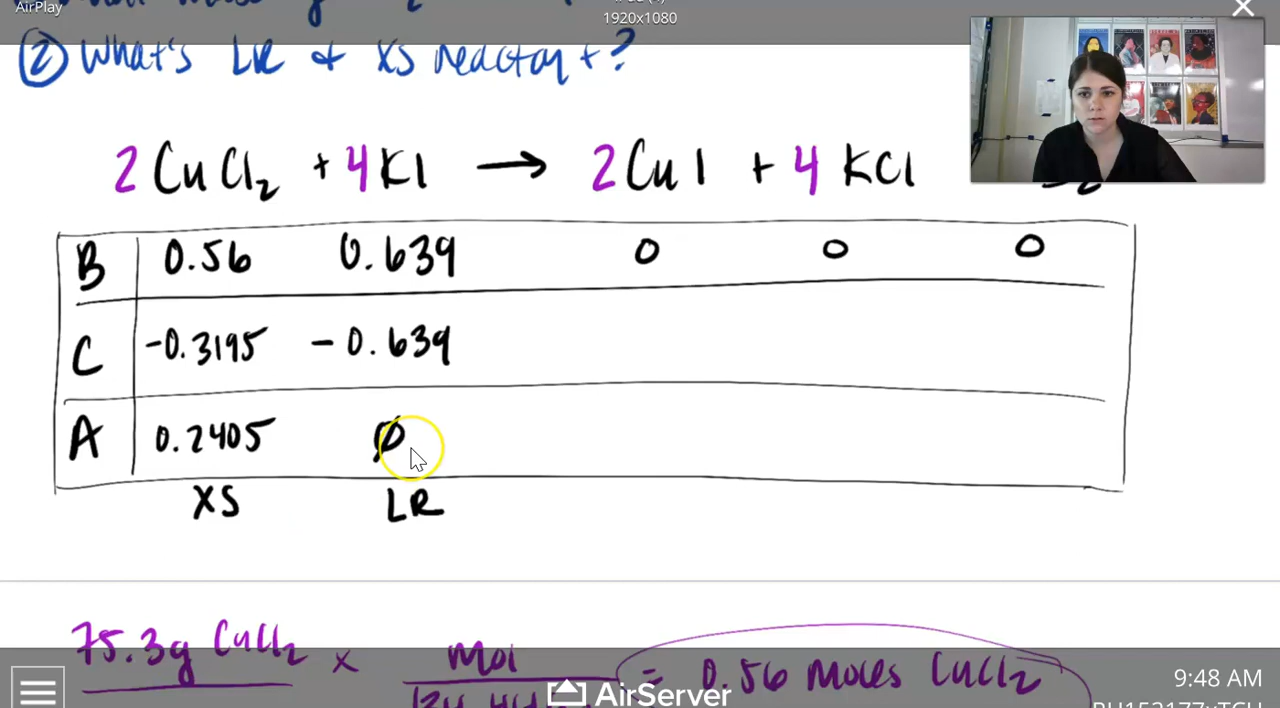 AirPlay
1920x1080
② What's LR & XS reactant?
2 CuCl₂ + 4 KI → 2 CuI + 4 KCl
B 0.56 0.639 0 0 0
C -0.3195 - 0.639
A 0.2405 Ø
XS LR
75.3g CuCl₂ x mol = 0.56 moles CuCl₂
AirServer
9:48 AM